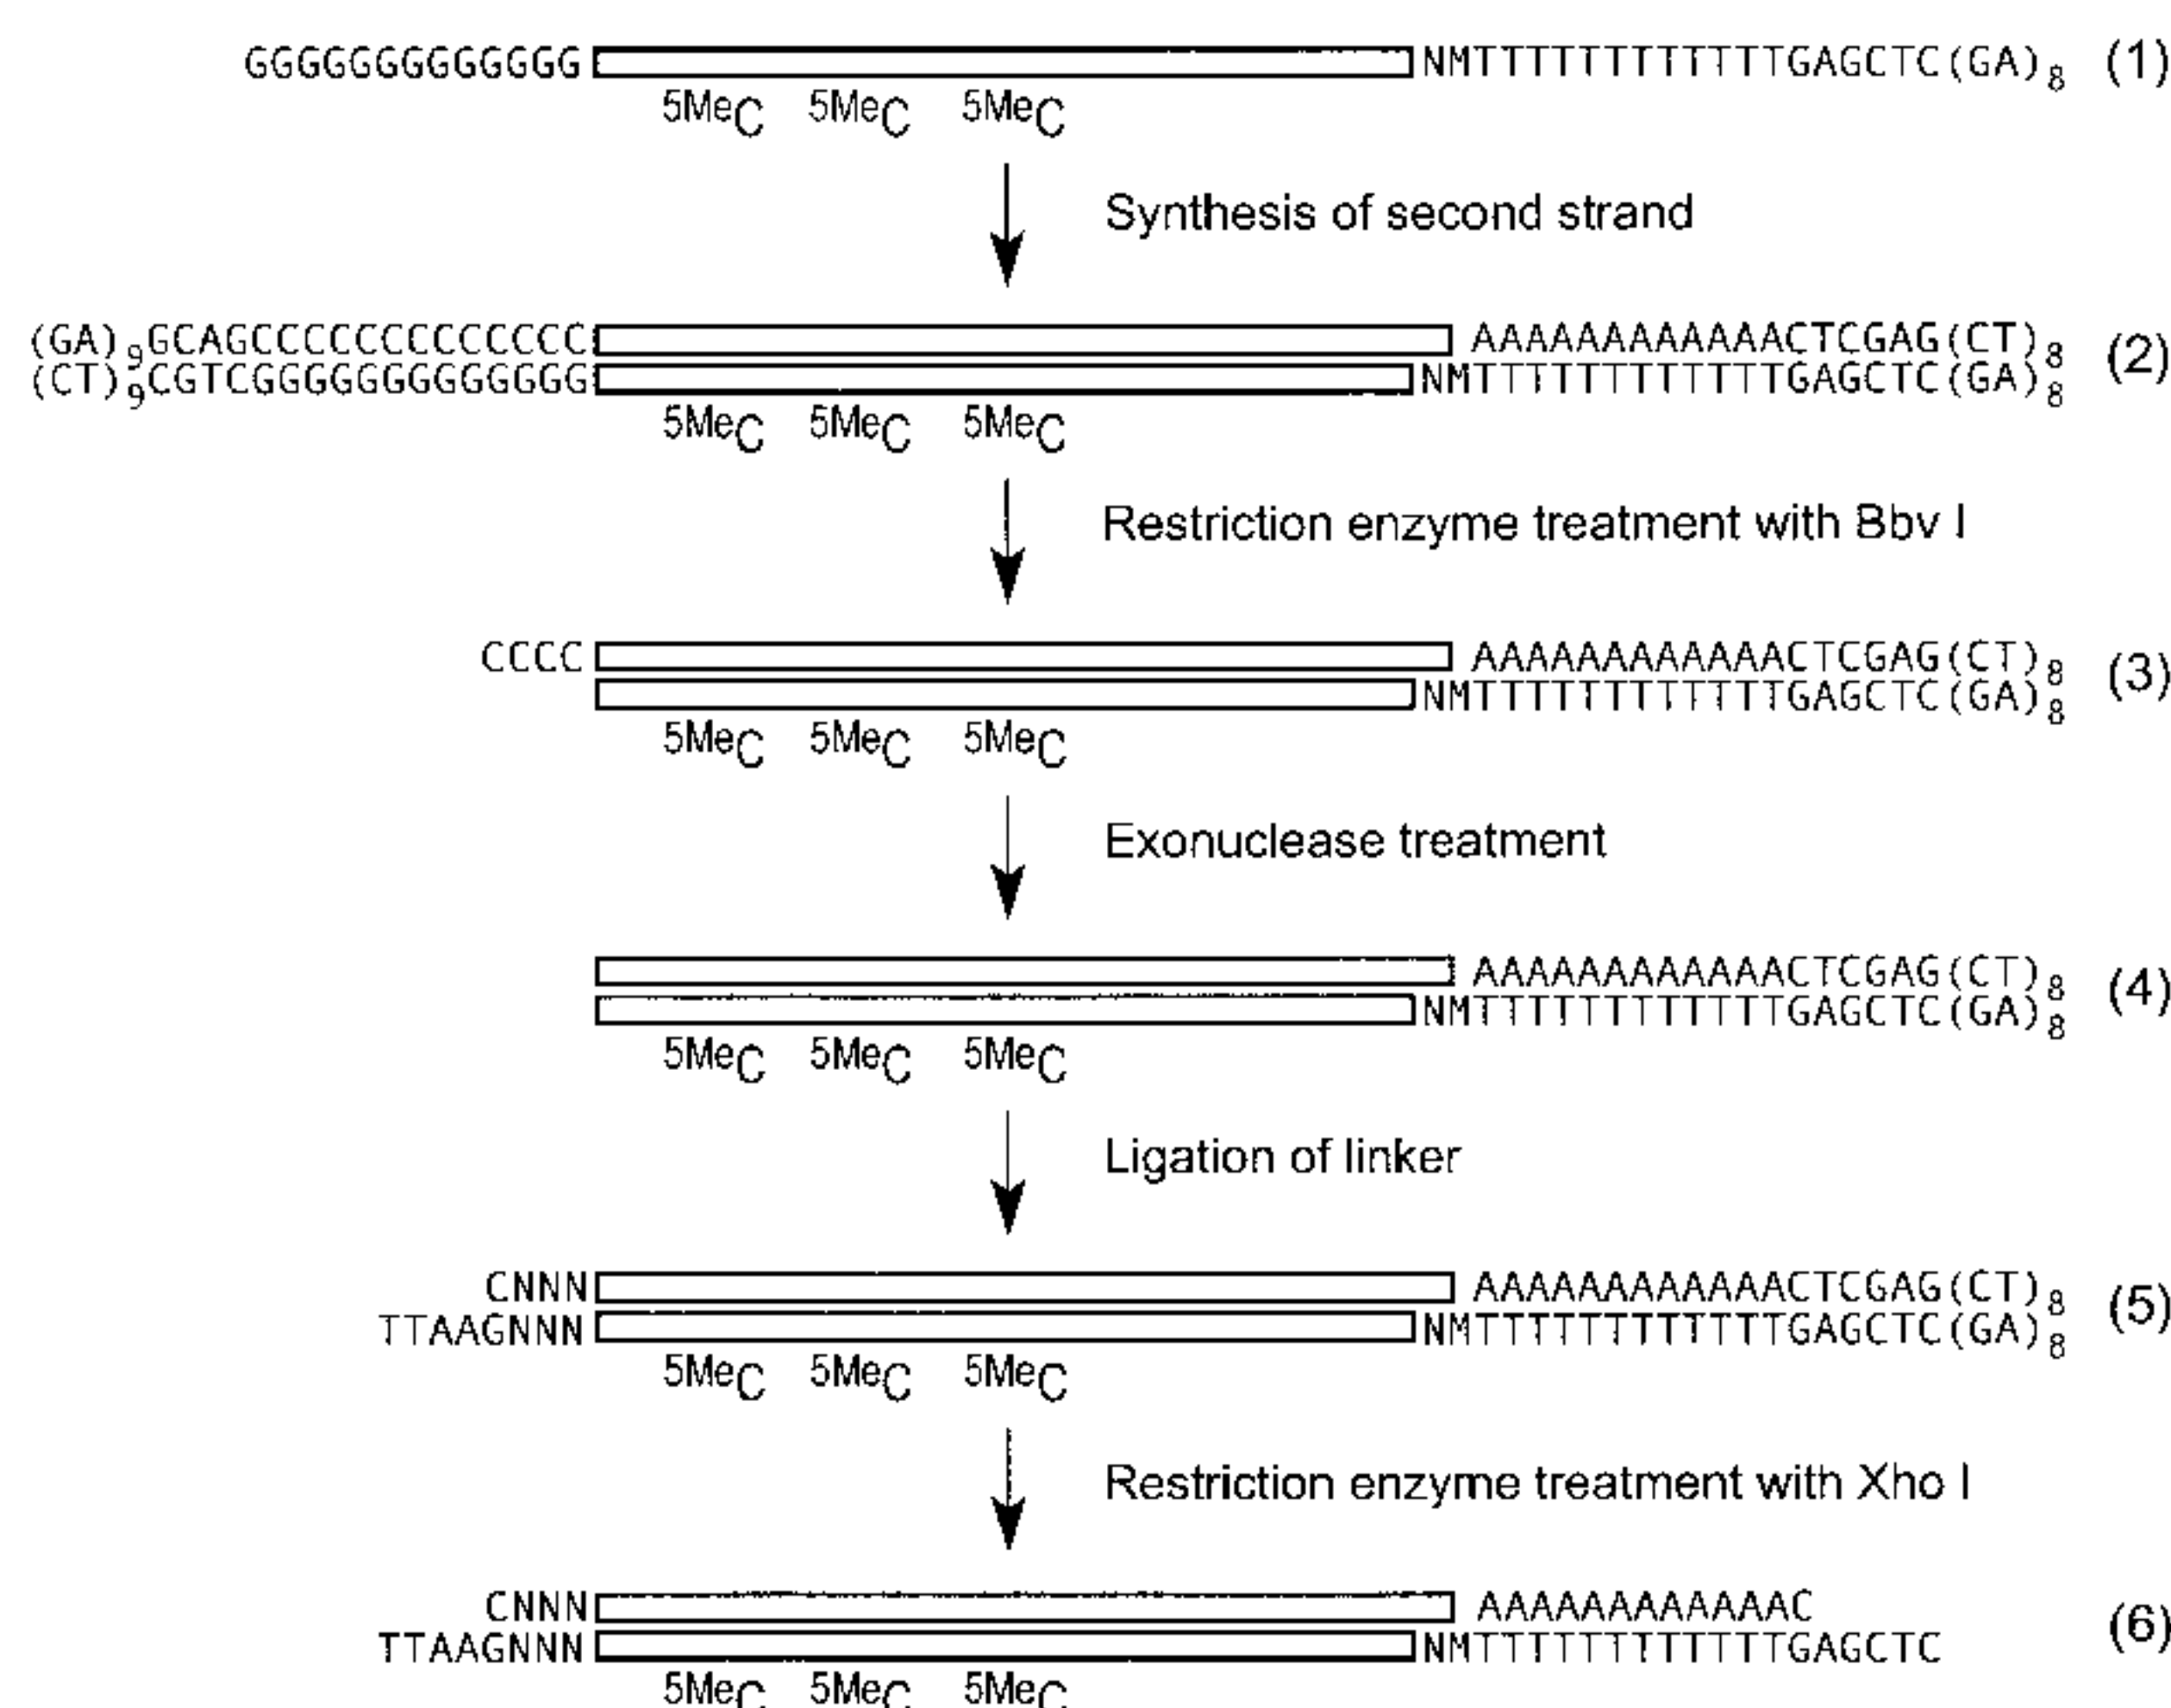 GGGGGGGGGGGGG NMTTTTTTTTTTTTGAGCTC(GA)8 (1)
5MeC 5MeC 5MeC
Synthesis of second strand
(GA)9GCAGCCCCCCCCCCCCC AAAAAAAAAAAACTCGAG(CT)8
(CT)9CGTCGGGGGGGGGGGGG NMTTTTTTTTTTTTGAGCTC(GA)8 (2)
5MeC 5MeC 5MeC
Restriction enzyme treatment with Bbv I
CCCC AAAAAAAAAAAACTCGAG(CT)8
NMTTTTTTTTTTTTGAGCTC(GA)8 (3)
5MeC 5MeC 5MeC
Exonuclease treatment
AAAAAAAAAAAACTCGAG(CT)8
NMTTTTTTTTTTTTGAGCTC(GA)8 (4)
5MeC 5MeC 5MeC
Ligation of linker
CNNN AAAAAAAAAAAACTCGAG(CT)8
TTAAGNNN NMTTTTTTTTTTTTGAGCTC(GA)8 (5)
5MeC 5MeC 5MeC
Restriction enzyme treatment with Xho I
CNNN AAAAAAAAAAAAC
TTAAGNNN NMTTTTTTTTTTTTGAGCTC (6)
5MeC 5MeC 5MeC